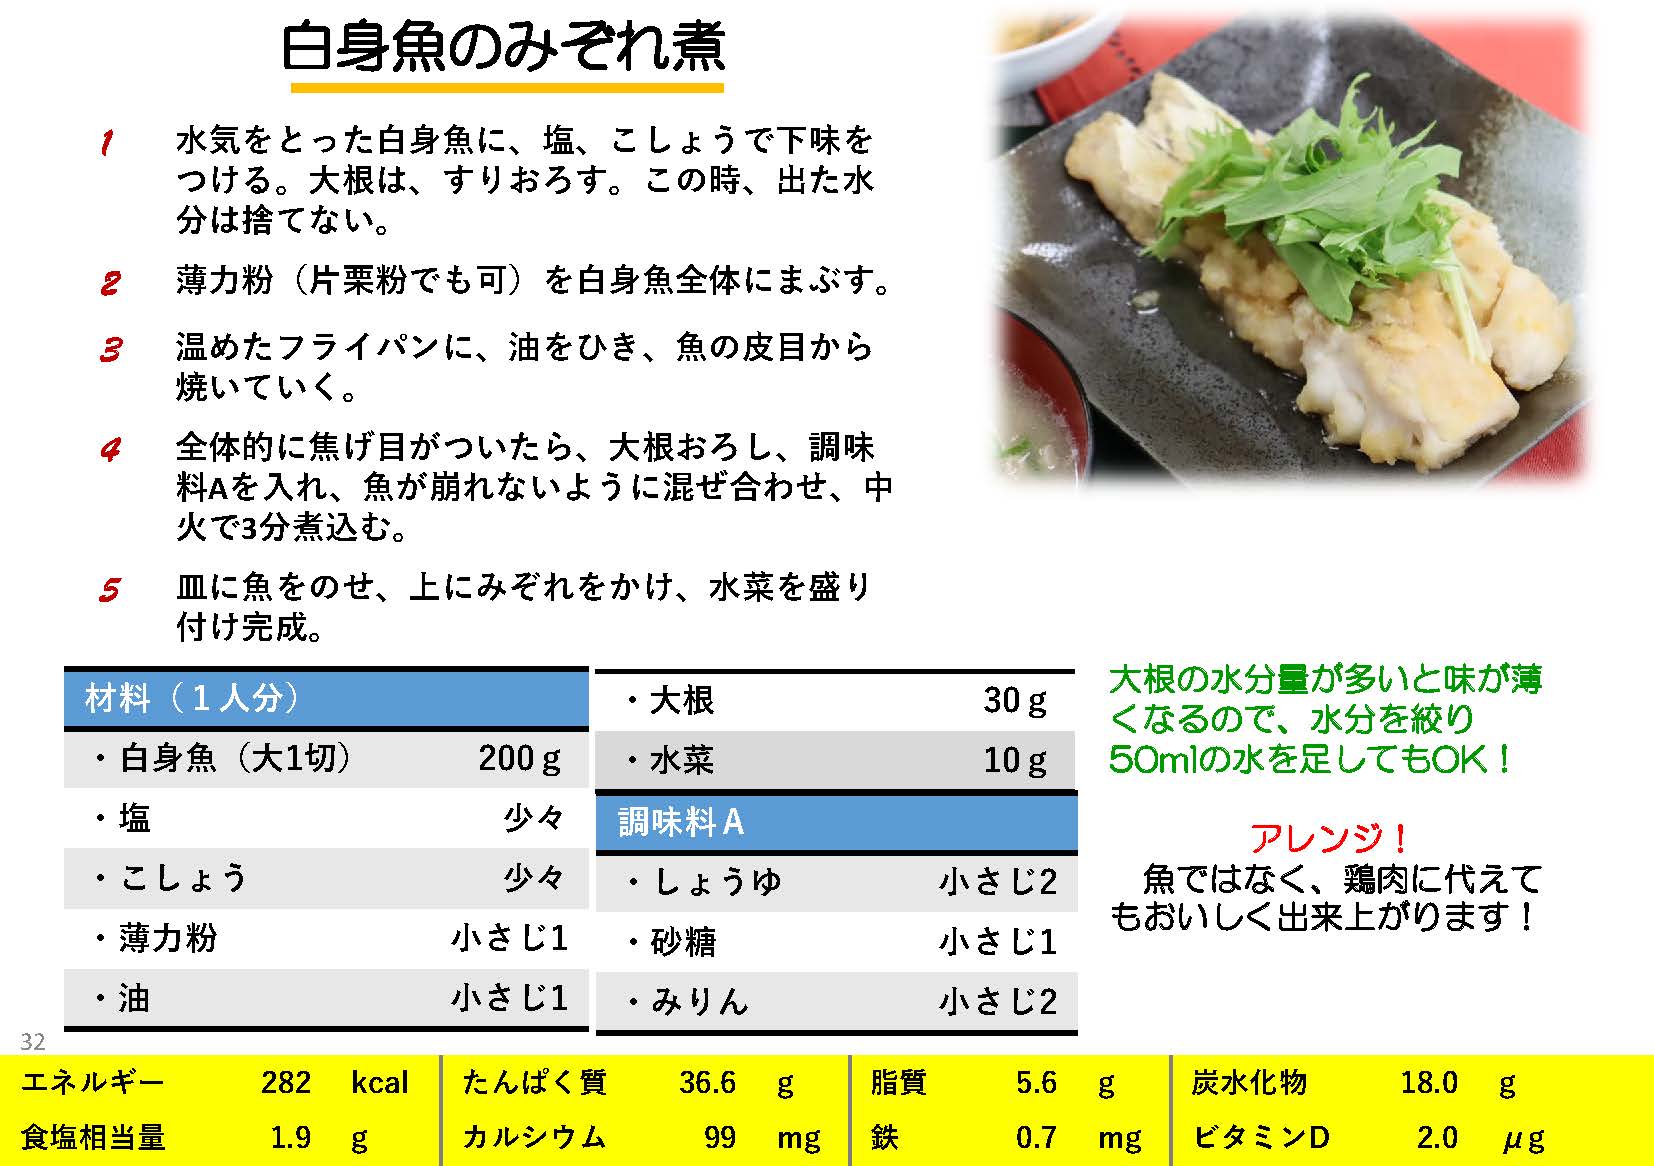 白身魚のみぞれ煮
1 水気をとった白身魚に、塩、こしょうで下味を
つける。大根は、すりおろす。この時、出た水
分は捨てない。
2 薄力粉（片栗粉でも可）を白身魚全体にまぶす。
3 温めたフライパンに、油をひき、魚の皮目から
焼いていく。
4 全体的に焦げ目がついたら、大根おろし、調味
料Aを入れ、魚が崩れないように混ぜ合わせ、中
火で3分煮込む。
5 皿に魚をのせ、上にみぞれをかけ、水菜を盛り
付け完成。
材料（１人分）
・白身魚（大1切） 200ｇ
・塩 少々
・こしょう 少々
・薄力粉 小さじ1
・油 小さじ1
・大根 30ｇ
・水菜 10ｇ
調味料Ａ
・しょうゆ 小さじ2
・砂糖 小さじ1
・みりん 小さじ2
大根の水分量が多いと味が薄
くなるので、水分を絞り
50mlの水を足してもOK！
アレンジ！
魚ではなく、鶏肉に代えて
もおいしく出来上がります！
32
エネルギー 282 kcal たんぱく質 36.6 g 脂質 5.6 g 炭水化物 18.0 g
食塩相当量 1.9 g カルシウム 99 mg 鉄 0.7 mg ビタミンD 2.0 μg